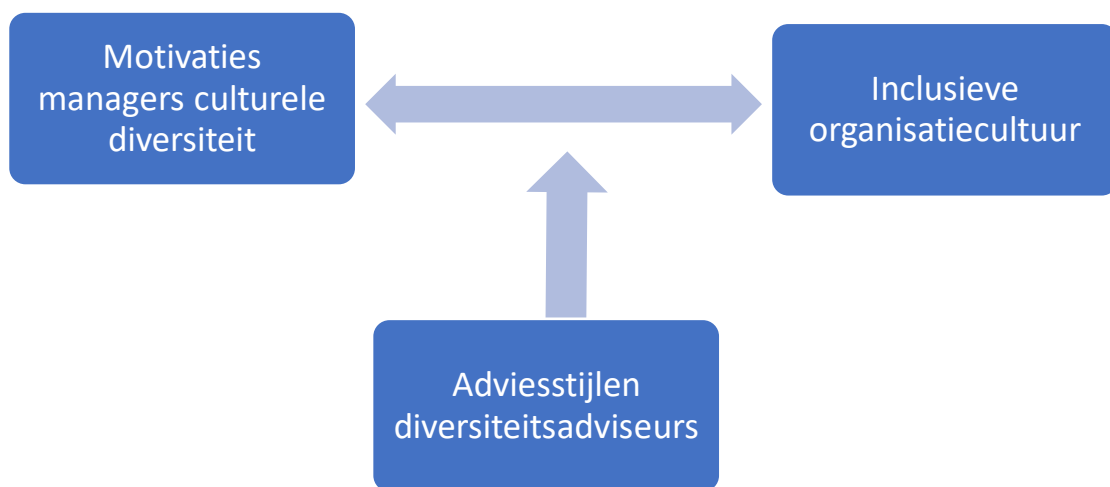 Motivaties
managers culturele
diversiteit
Inclusieve
organisatiecultuur
Adviesstijlen
diversiteitsadviseurs